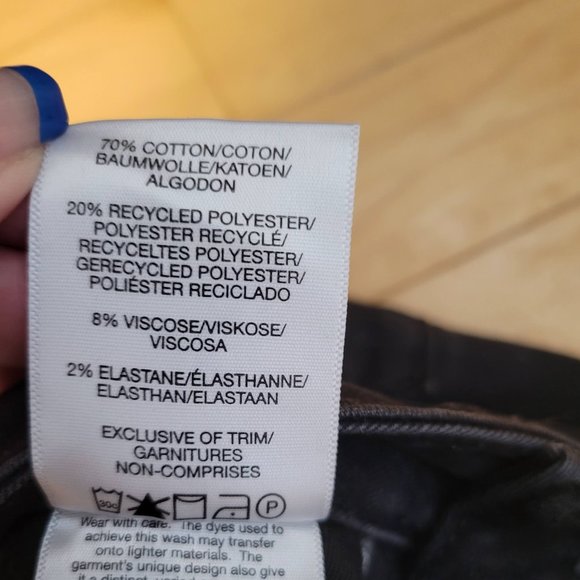 70% COTTON/COTON/
BAUMWOLLE/KATOEN/
ALGODON
20% RECYCLED POLYESTER/
POLYESTER RECYCLÉ/
RECYCELTES POLYESTER/
GERECYCLED POLYESTER/
POLIÉSTER RECICLADO
8% VISCOSE/VISKOSE/
VISCOSA
2% ELASTANE/ÉLASTHANNE/
ELASTHAN/ELASTAAN
EXCLUSIVE OF TRIM/
GARNITURES
NON-COMPRISES
P
Wear with care. The dyes used to
achieve this wash may transfer
onto lighter materials. The
garment's unique design also give
it a distinct